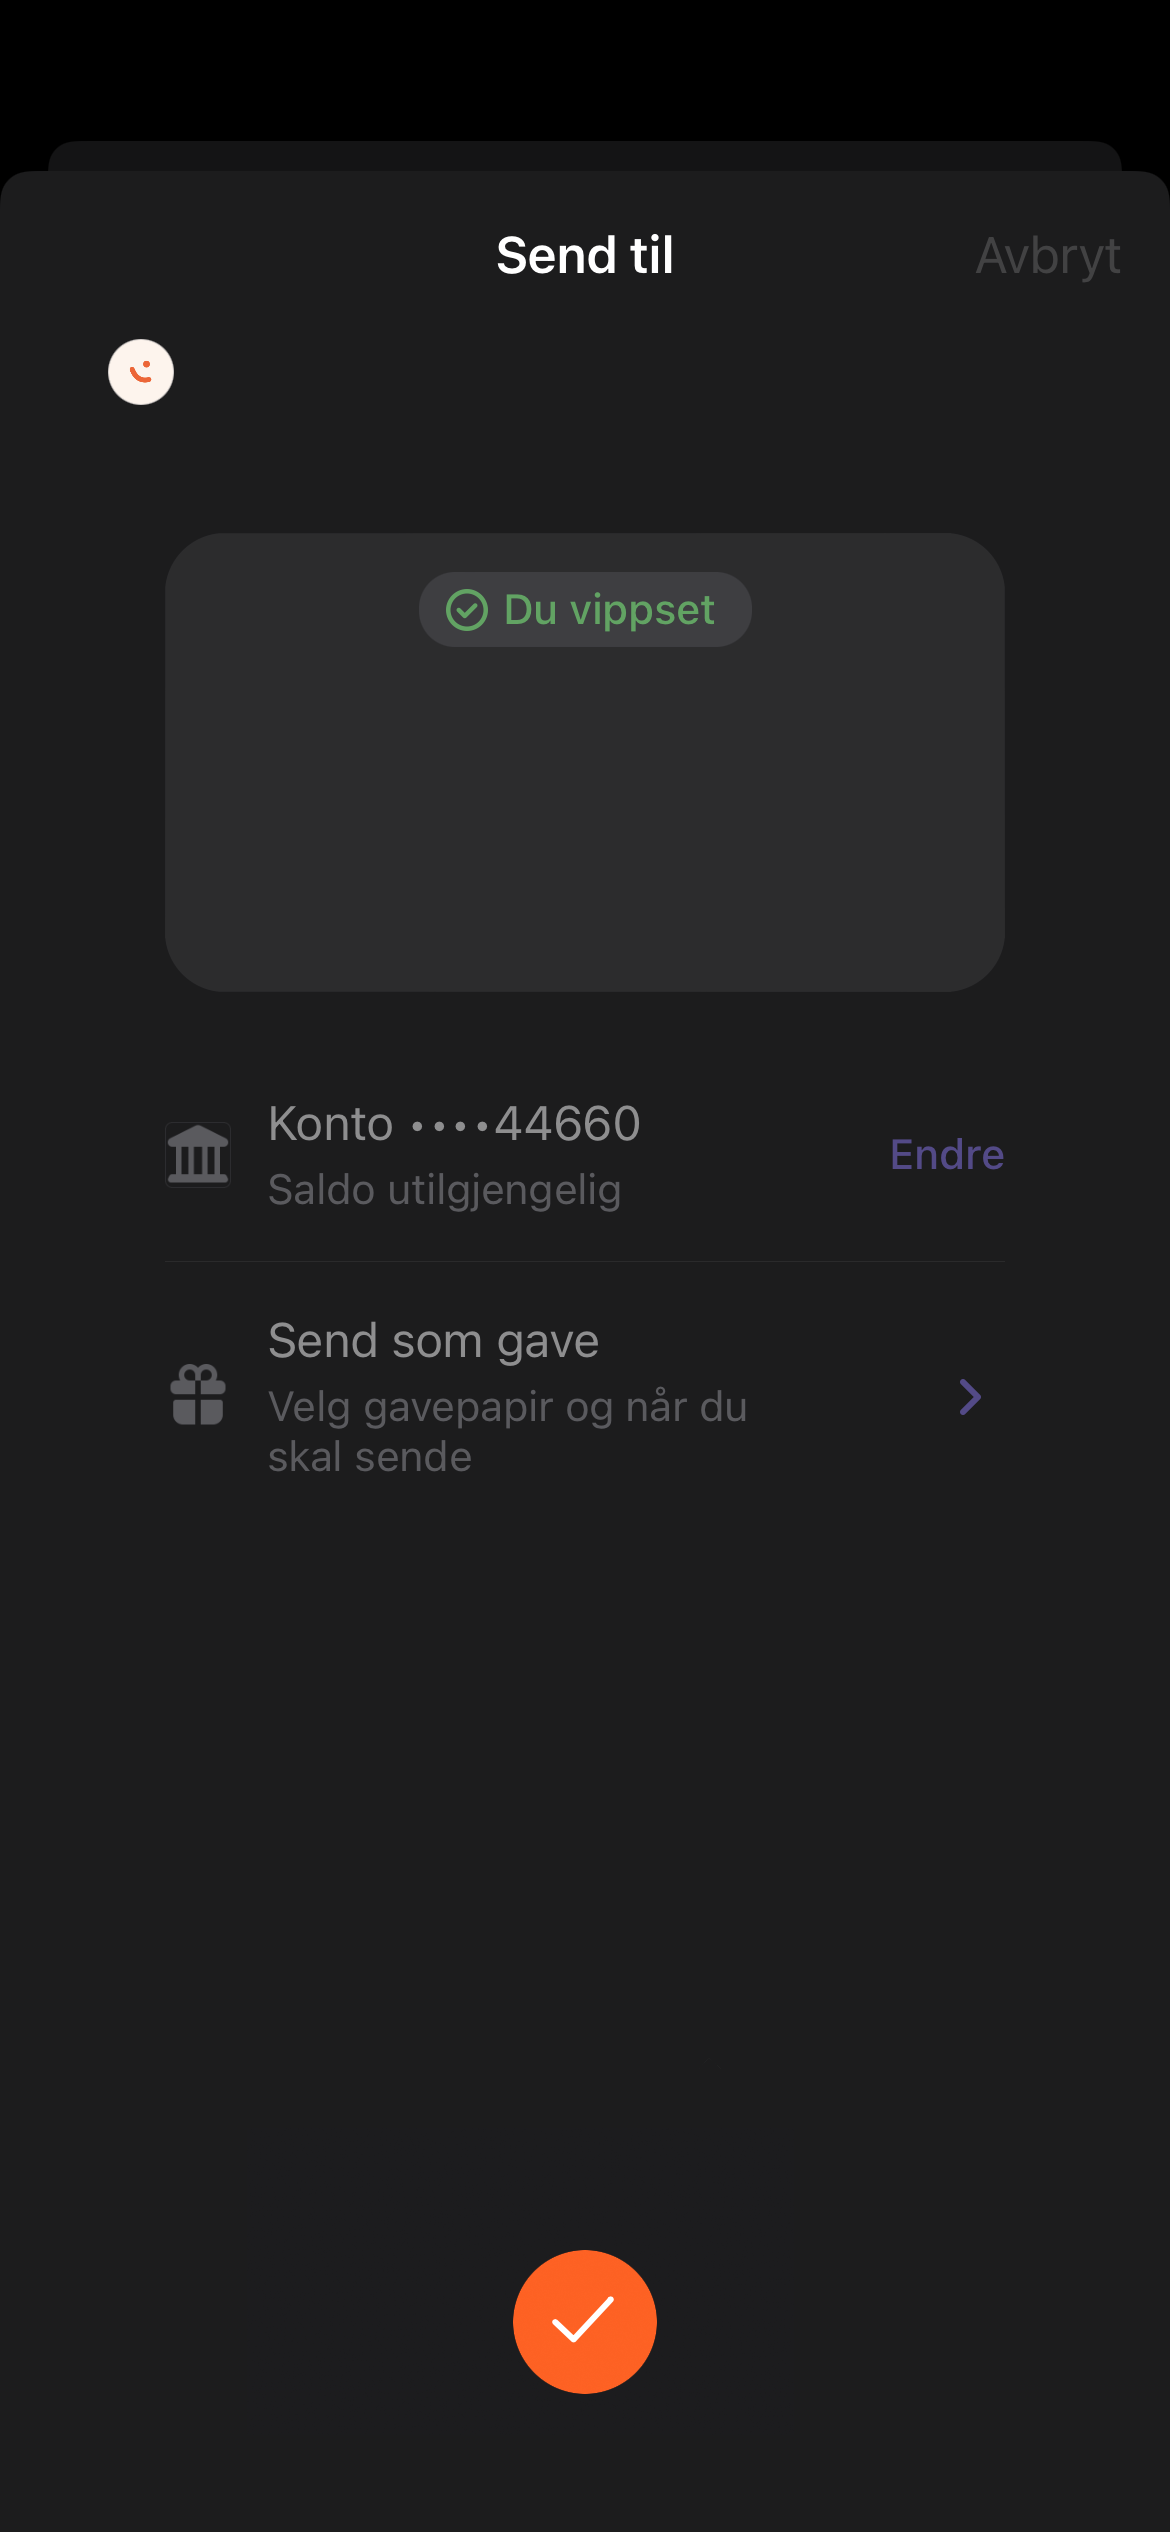 Send til
Avbryt
Du vippset
Konto ••••44660
Saldo utilgjengelig
Endre
Send som gave
Velg gavepapir og når du
skal sende